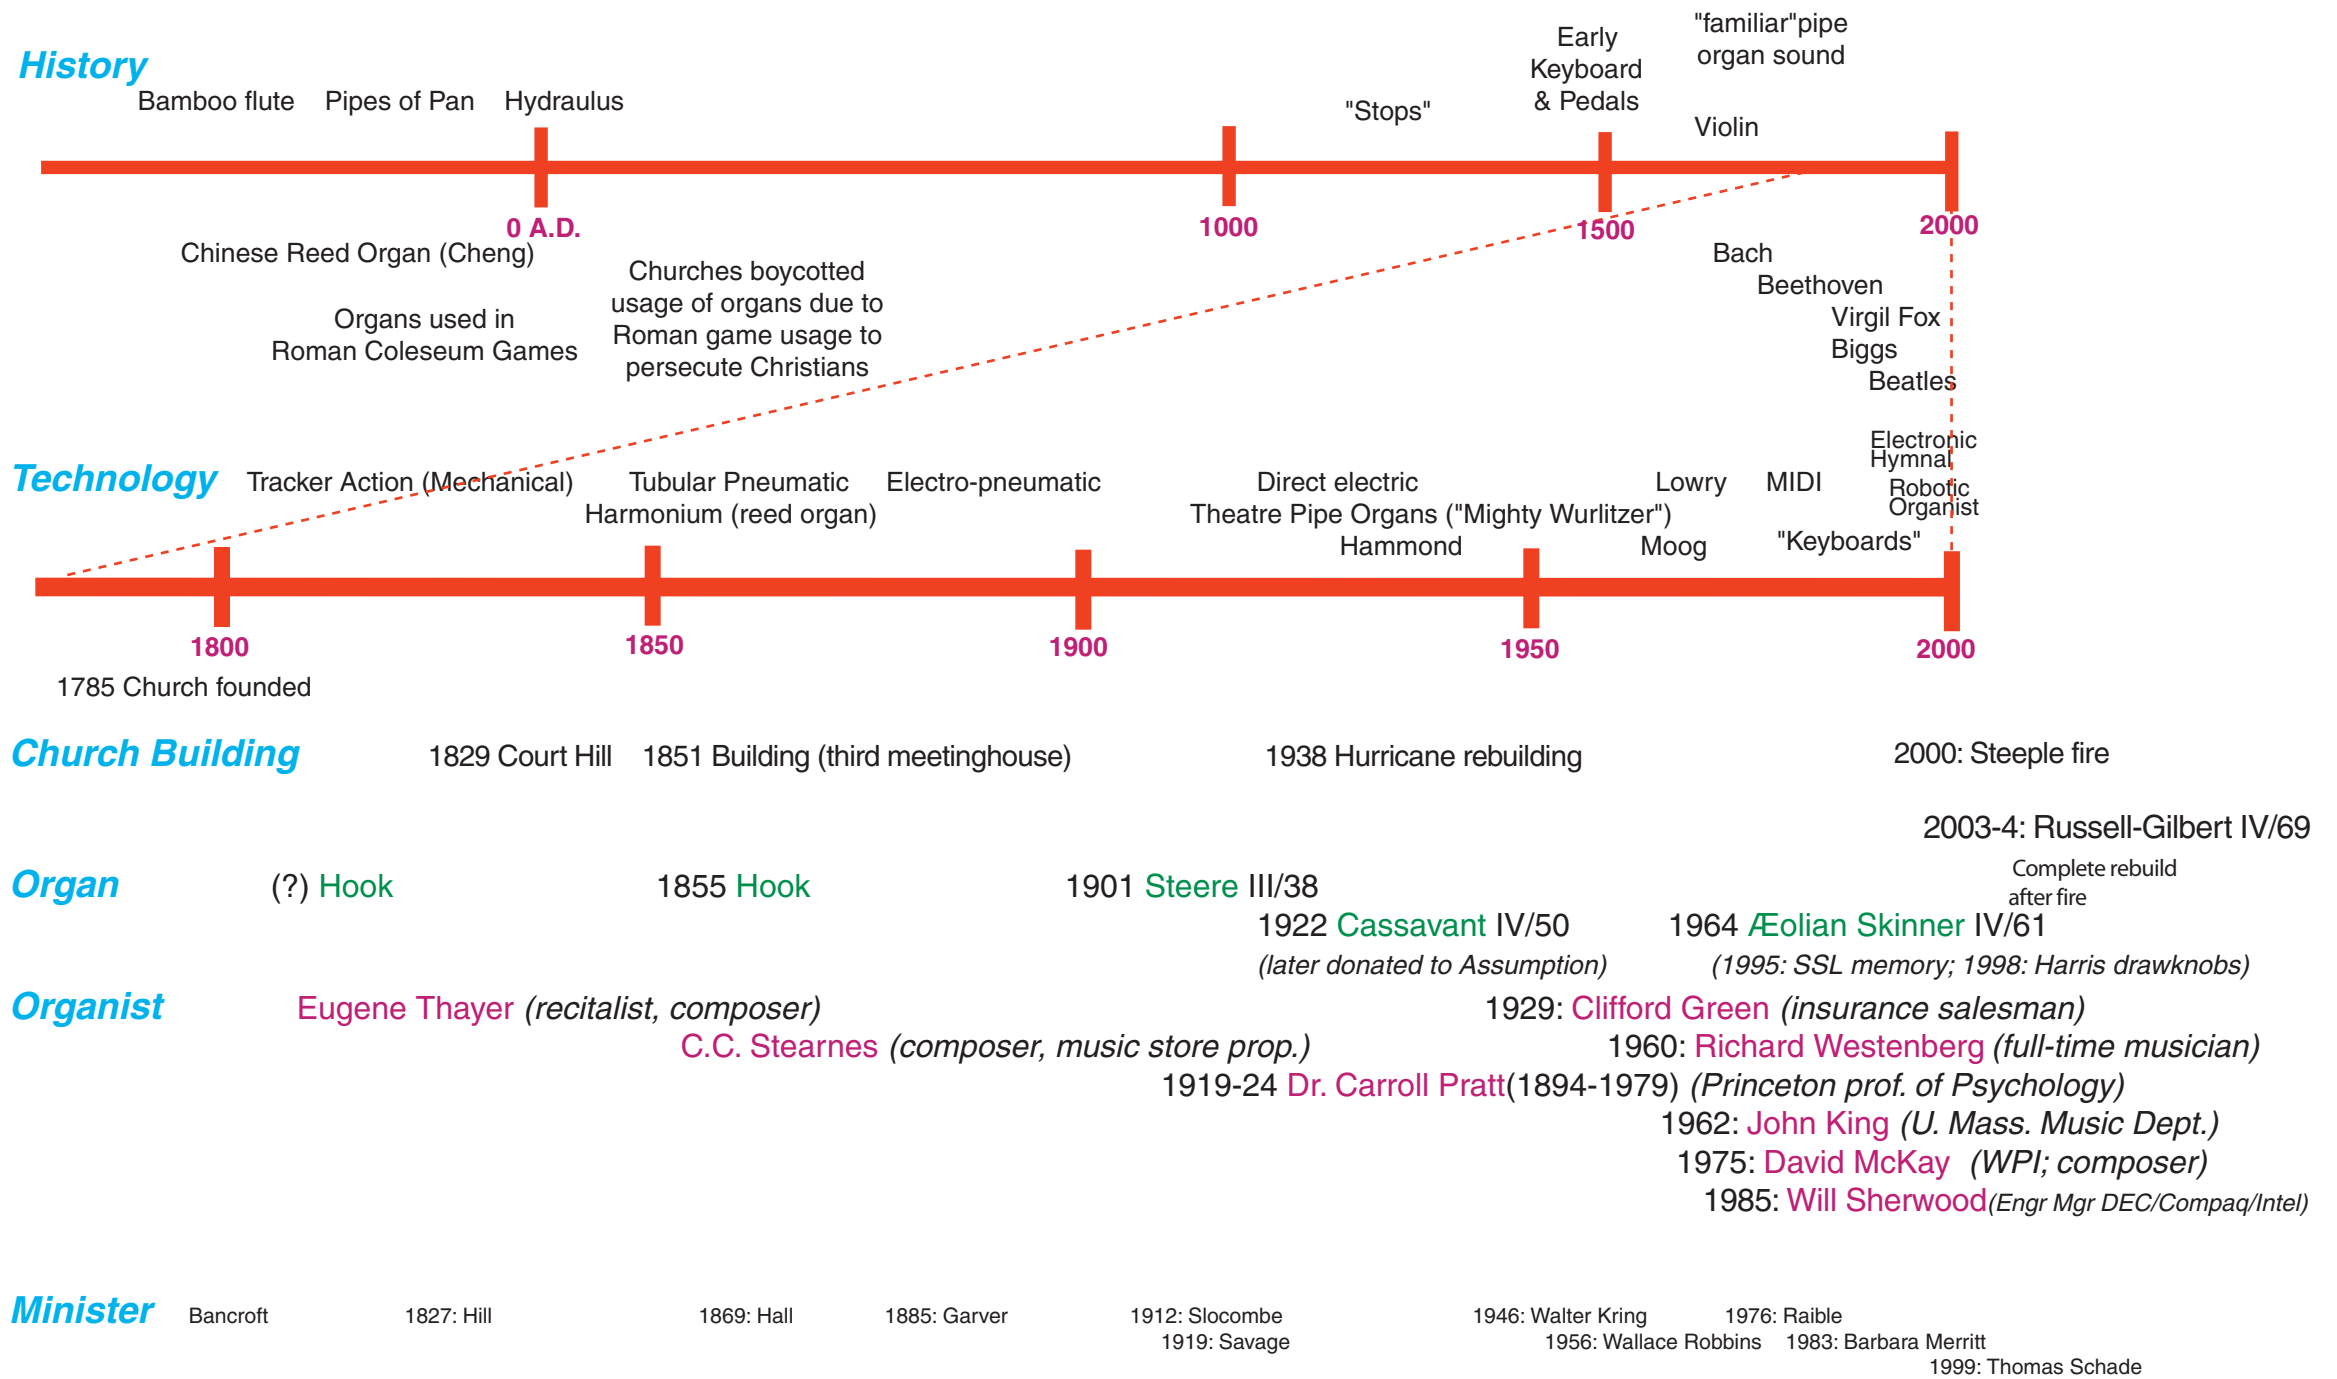 History
Bamboo flute
Pipes of Pan
Hydraulus
"Stops"
Early
Keyboard
& Pedals
"familiar"pipe
organ sound
Violin
0 A.D.
1000
1500
2000
Chinese Reed Organ (Cheng)
Organs used in
Roman Coleseum Games
Churches boycotted
usage of organs due to
Roman game usage to
persecute Christians
Bach
Beethoven
Virgil Fox
Biggs
Beatles
Technology
Tracker Action (Mechanical)
Tubular Pneumatic
Harmonium (reed organ)
Electro-pneumatic
Direct electric
Theatre Pipe Organs ("Mighty Wurlitzer")
Hammond
Lowry
Moog
MIDI
"Keyboards"
Electronic
Hymnal
Robotic
Organist
1800
1850
1900
1950
2000
1785 Church founded
Church Building
1829 Court Hill
1851 Building (third meetinghouse)
1938 Hurricane rebuilding
2000: Steeple fire
2003-4: Russell-Gilbert IV/69
Complete rebuild
after fire
Organ
(?) Hook
1855 Hook
1901 Steere III/38
1922 Cassavant IV/50
(later donated to Assumption)
1964 Æolian Skinner IV/61
(1995: SSL memory; 1998: Harris drawknobs)
Organist
Eugene Thayer (recitalist, composer)
1929: Clifford Green (insurance salesman)
C.C. Stearnes (composer, music store prop.)
1960: Richard Westenberg (full-time musician)
1919-24 Dr. Carroll Pratt(1894-1979) (Princeton prof. of Psychology)
1962: John King (U. Mass. Music Dept.)
1975: David McKay (WPI; composer)
1985: Will Sherwood(Engr Mgr DEC/Compaq/Intel)
Minister
Bancroft
1827: Hill
1869: Hall
1885: Garver
1912: Slocombe
1919: Savage
1946: Walter Kring
1956: Wallace Robbins
1976: Raible
1983: Barbara Merritt
1999: Thomas Schade